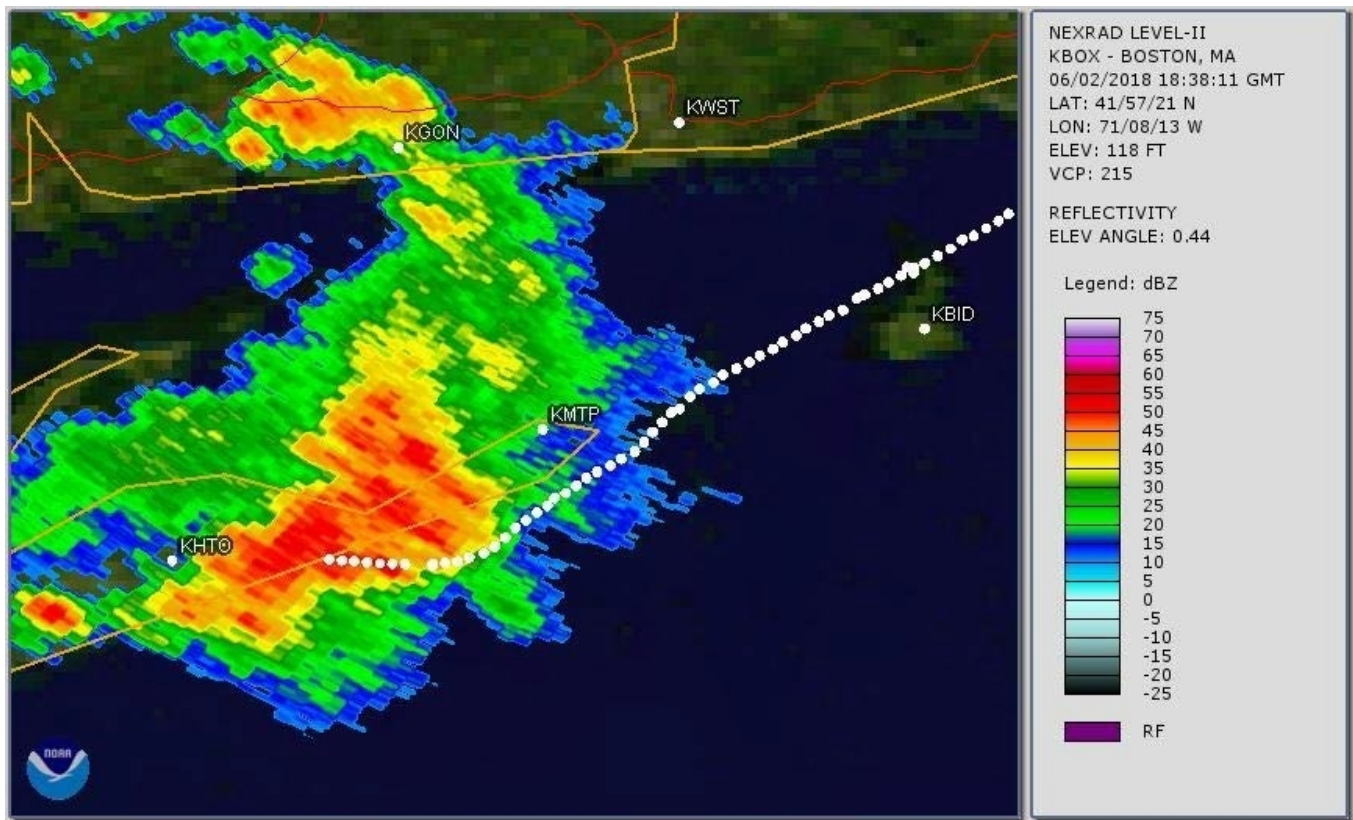 KWST
KGON
KBID
KMTP
KHTO
NOAA
NEXRAD LEVEL-II
KBOX - BOSTON, MA
06/02/2018 18:38:11 GMT
LAT: 41/57/21 N
LON: 71/08/13 W
ELEV: 118 FT
VCP: 215
REFLECTIVITY
ELEV ANGLE: 0.44
Legend: dBZ
75
70
65
60
55
50
45
40
35
30
25
20
15
10
5
0
-5
-10
-15
-20
-25
RF